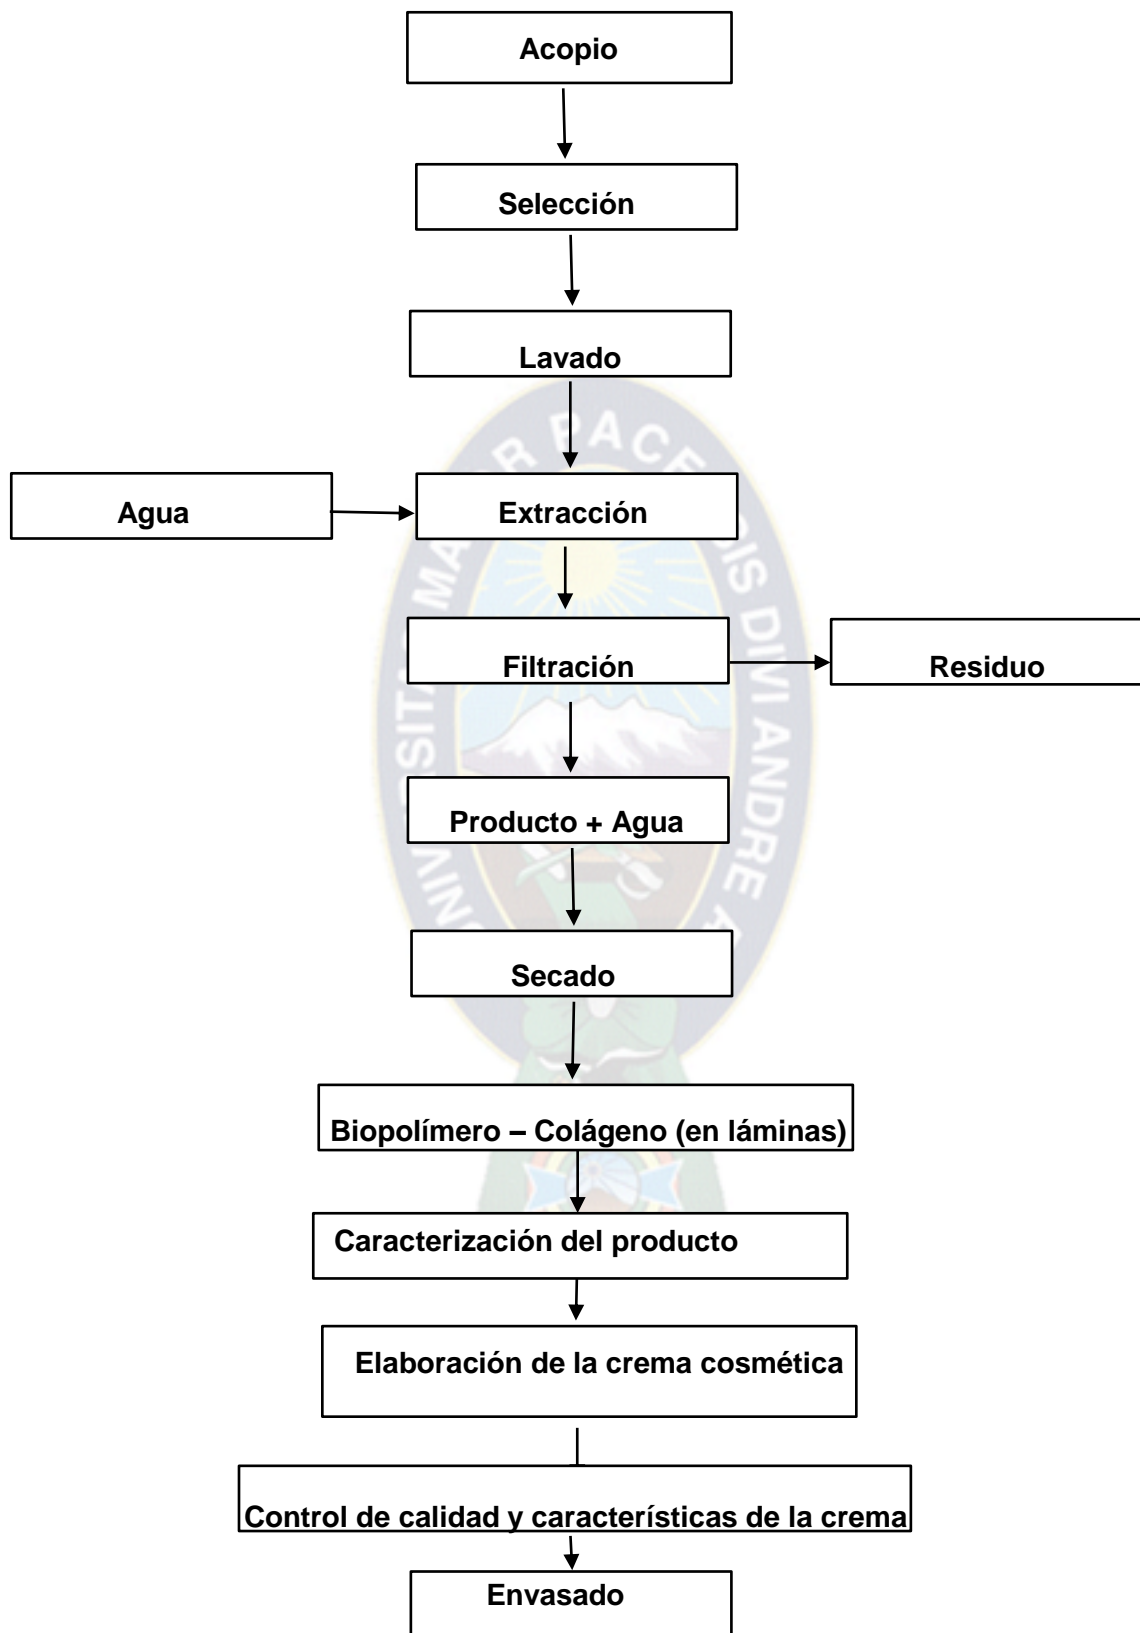 Acopio
Selección
Lavado
Agua
Extracción
Filtración
Residuo
Producto + Agua
Secado
Biopolímero – Colágeno (en láminas)
Caracterización del producto
Elaboración de la crema cosmética
Control de calidad y características de la crema
Envasado